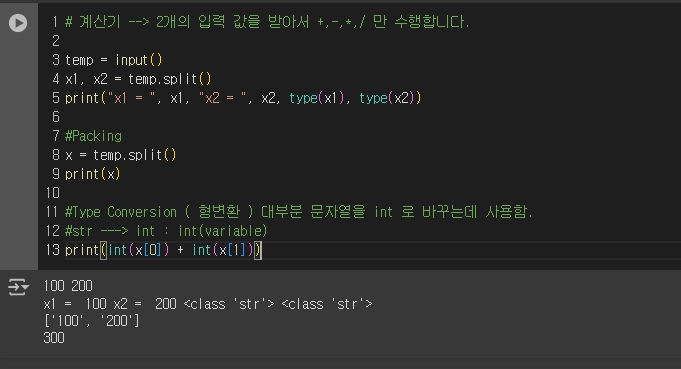 1 # 계산기 --> 2개의 입력 값을 받아서 +,-,*,/ 만 수행합니다.
2
3 temp = input()
4 x1, x2 = temp.split()
5 print("x1 = ", x1, "x2 = ", x2, type(x1), type(x2))
6
7 #Packing
8 x = temp.split()
9 print(x)
10
11 #Type Conversion ( 형변환 ) 대부분 문자열을 int 로 바꾸는데 사용함.
12 #str ---> int : int(variable)
13 print(int(x[0]) + int(x[1]))
100 200
x1 =  100 x2 =  200 <class 'str'> <class 'str'>
['100', '200']
300